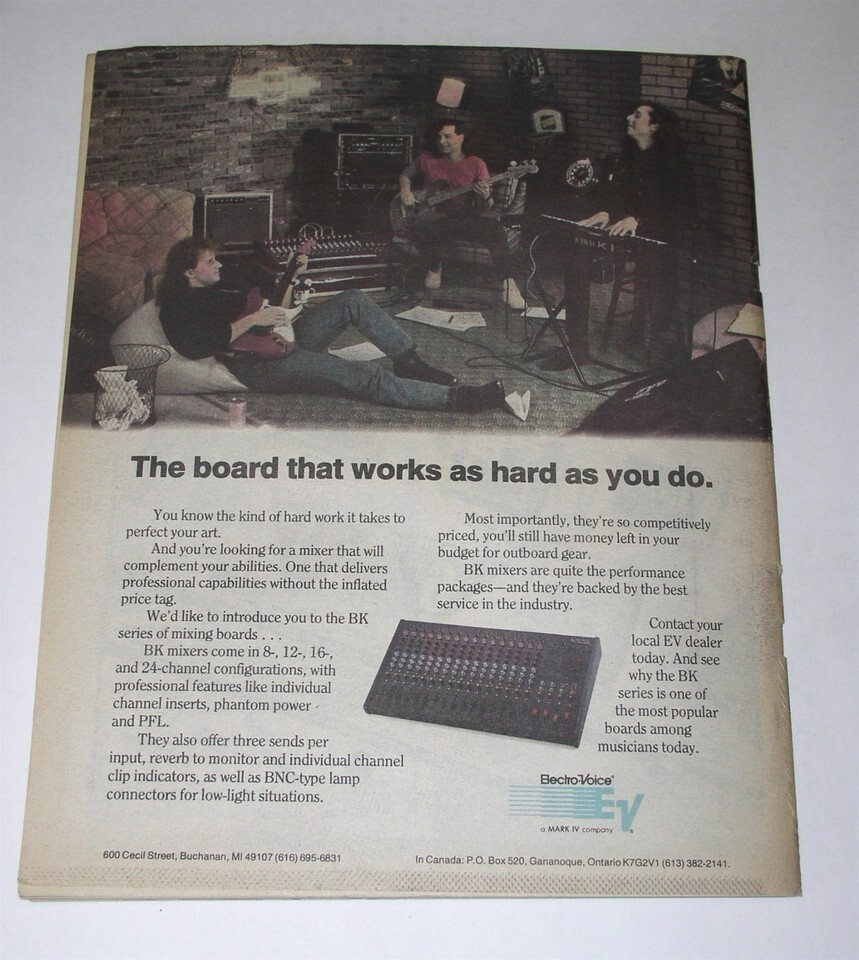 The board that works as hard as you do.
You know the kind of hard work it takes to
perfect your art.
And you're looking for a mixer that will
complement your abilities. One that delivers
professional capabilities without the inflated
price tag.
We'd like to introduce you to the BK
series of mixing boards . . .
BK mixers come in 8-, 12-, 16-,
and 24-channel configurations, with
professional features like individual
channel inserts, phantom power
and PFL.
They also offer three sends per
input, reverb to monitor and individual channel
clip indicators, as well as BNC-type lamp
connectors for low-light situations.
Most importantly, they're so competitively
priced, you'll still have money left in your
budget for outboard gear.
BK mixers are quite the performance
packages—and they're backed by the best
service in the industry.
Contact your
local EV dealer
today. And see
why the BK
series is one of
the most popular
boards among
musicians today.
Electro-Voice®
EV®
a MARK IV company
600 Cecil Street, Buchanan, MI 49107 (616) 695-6831
In Canada: P.O. Box 520, Gananoque, Ontario K7G2V1 (613) 382-2141.